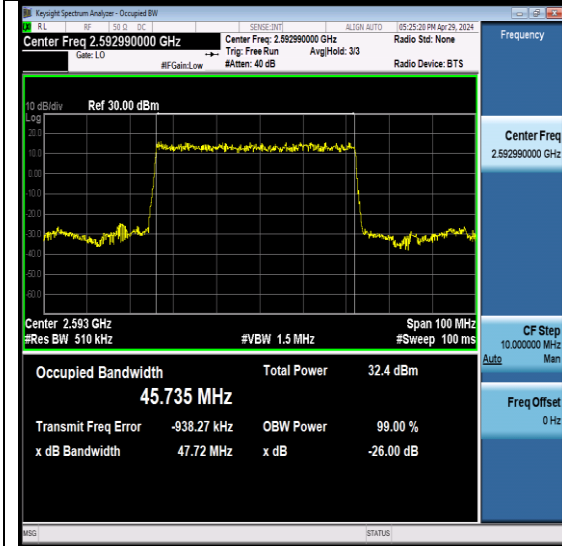 Keysight Spectrum Analyzer - Occupied BW
RL RF 50 Ω DC SENSE:INT ALIGN AUTO 05:25:20 PM Apr 29, 2024
Center Freq 2.592990000 GHz
Center Freq: 2.592990000 GHz
Radio Std: None
Gate: LO
Trig: Free Run
Avg|Hold: 3/3
#IFGain:Low
#Atten: 40 dB
Radio Device: BTS
10 dB/div
Ref 30.00 dBm
Log
20.0
10.0
0.00
-10.0
-20.0
-30.0
-40.0
-50.0
-60.0
Center 2.593 GHz
Span 100 MHz
#Res BW 510 kHz
#VBW 1.5 MHz
#Sweep 100 ms
Occupied Bandwidth
Total Power 32.4 dBm
45.735 MHz
Transmit Freq Error -938.27 kHz
OBW Power 99.00 %
x dB Bandwidth 47.72 MHz
x dB -26.00 dB
MSG
STATUS
Frequency
Center Freq
2.592990000 GHz
CF Step
10.000000 MHz
Auto Man
Freq Offset
0 Hz